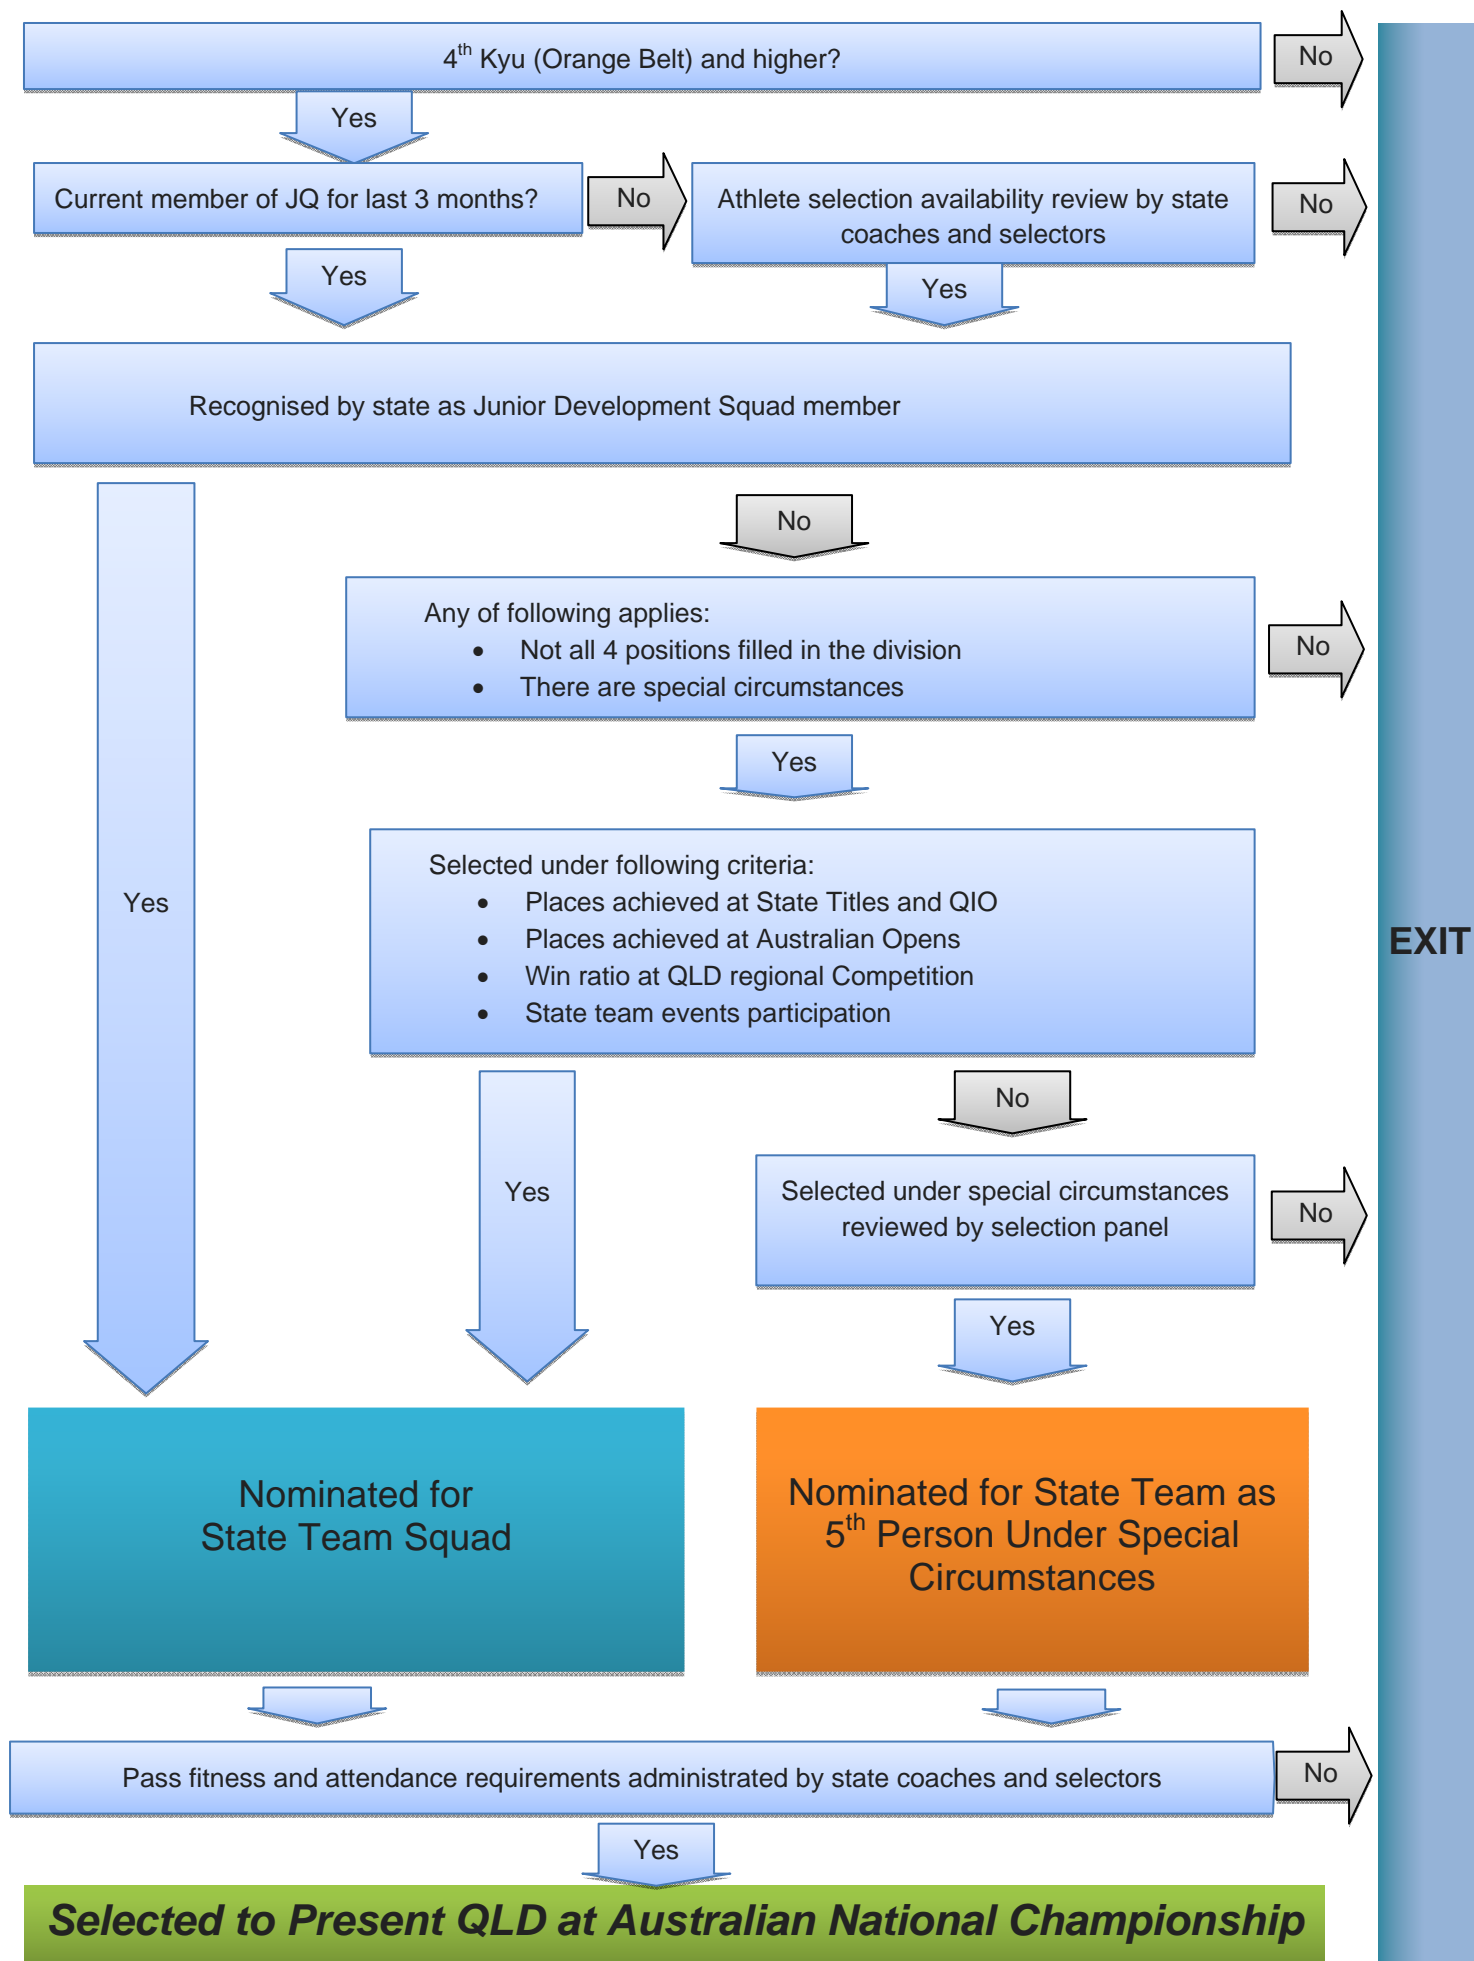 4th Kyu (Orange Belt) and higher?
No
Yes
Current member of JQ for last 3 months?
No
Athlete selection availability review by state
coaches and selectors
No
Yes
Yes
Recognised by state as Junior Development Squad member
No
Any of following applies:
• Not all 4 positions filled in the division
• There are special circumstances
No
Yes
Selected under following criteria:
• Places achieved at State Titles and QIO
• Places achieved at Australian Opens
• Win ratio at QLD regional Competition
• State team events participation
Yes
EXIT
No
Yes
Selected under special circumstances
reviewed by selection panel
No
Yes
Nominated for
State Team Squad
Nominated for State Team as
5th Person Under Special
Circumstances
Pass fitness and attendance requirements administrated by state coaches and selectors
No
Yes
Selected to Present QLD at Australian National Championship